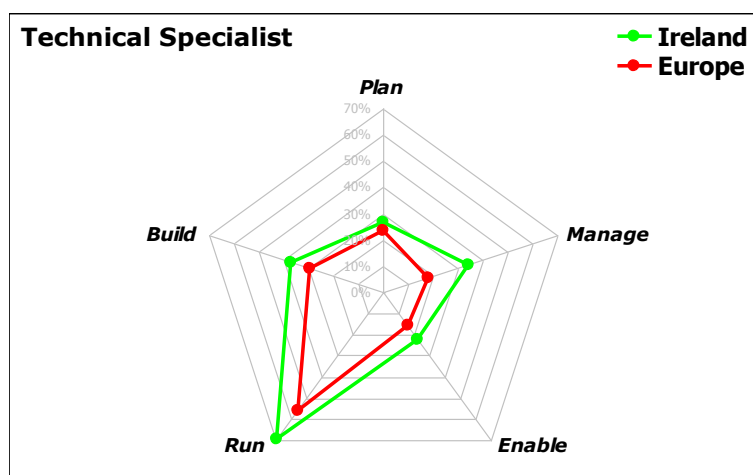 Technical Specialist
Ireland
Europe
Plan
70%
60%
50%
40%
30%
20%
10%
0%
Build
Manage
Run
Enable